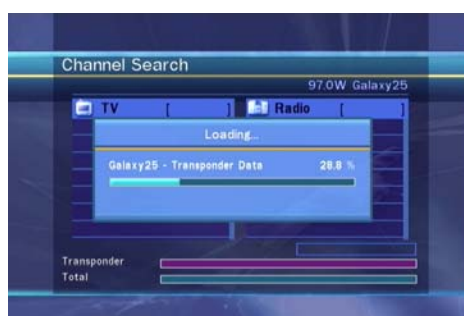 Channel Search
97.0W Galaxy25
TV [ ] Radio [ ]
Loading...
Galaxy25 - Transponder Data 28.8 %
Transponder
Total